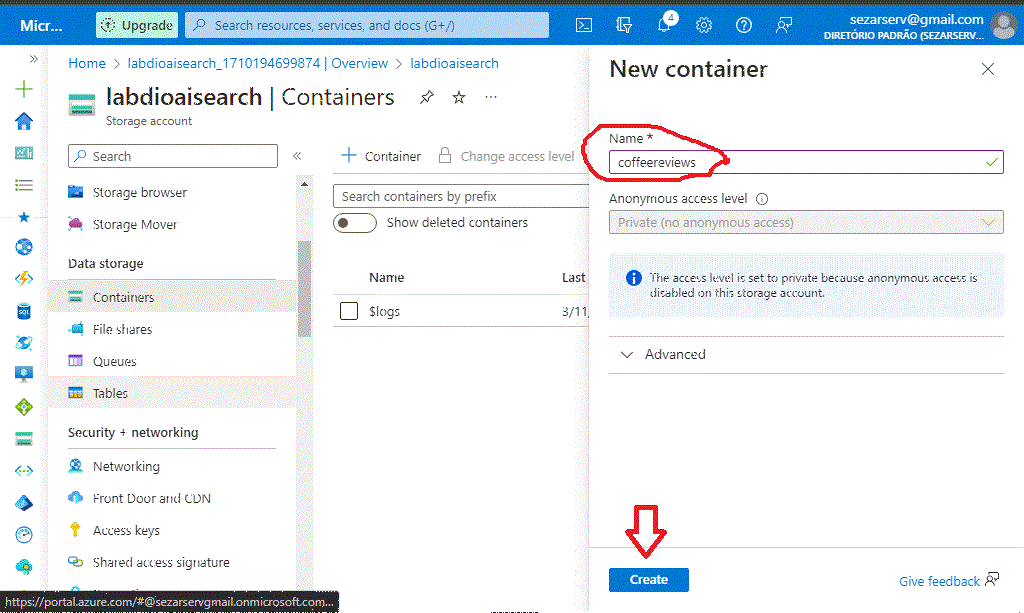 Micr...
Upgrade
Search resources, services, and docs (G+/)
4
sezarserv@gmail.com
DIRETÓRIO PADRÃO (SEZARSERV....
Home > labdioaisearch_1710194699874 | Overview > labdioaisearch
labdioaisearch | Containers
...
Storage account
Search
Storage browser
Storage Mover
Data storage
Containers
File shares
Queues
Tables
Security + networking
Networking
Front Door and CDN
Access keys
Shared access signature
https://portal.azure.com/#@sezarservgmail.onmicrosoft.com...
Container
Change access level
Search containers by prefix
Show deleted containers
Name
Last
$logs
3/11/
New container
Name *
coffeereviews
Anonymous access level
Private (no anonymous access)
The access level is set to private because anonymous access is
disabled on this storage account.
Advanced
Create
Give feedback
SQL